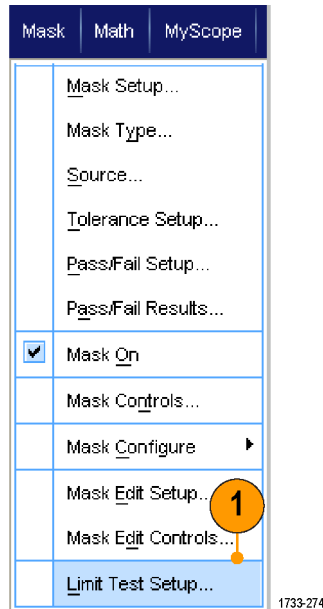 Mask Math MyScope
Mask Setup...
Mask Type...
Source...
Tolerance Setup...
Pass/Fail Setup...
Pass/Fail Results...
Mask On
Mask Controls...
Mask Configure
Mask Edit Setup...
1
Mask Edit Controls...
Limit Test Setup...
1733-274